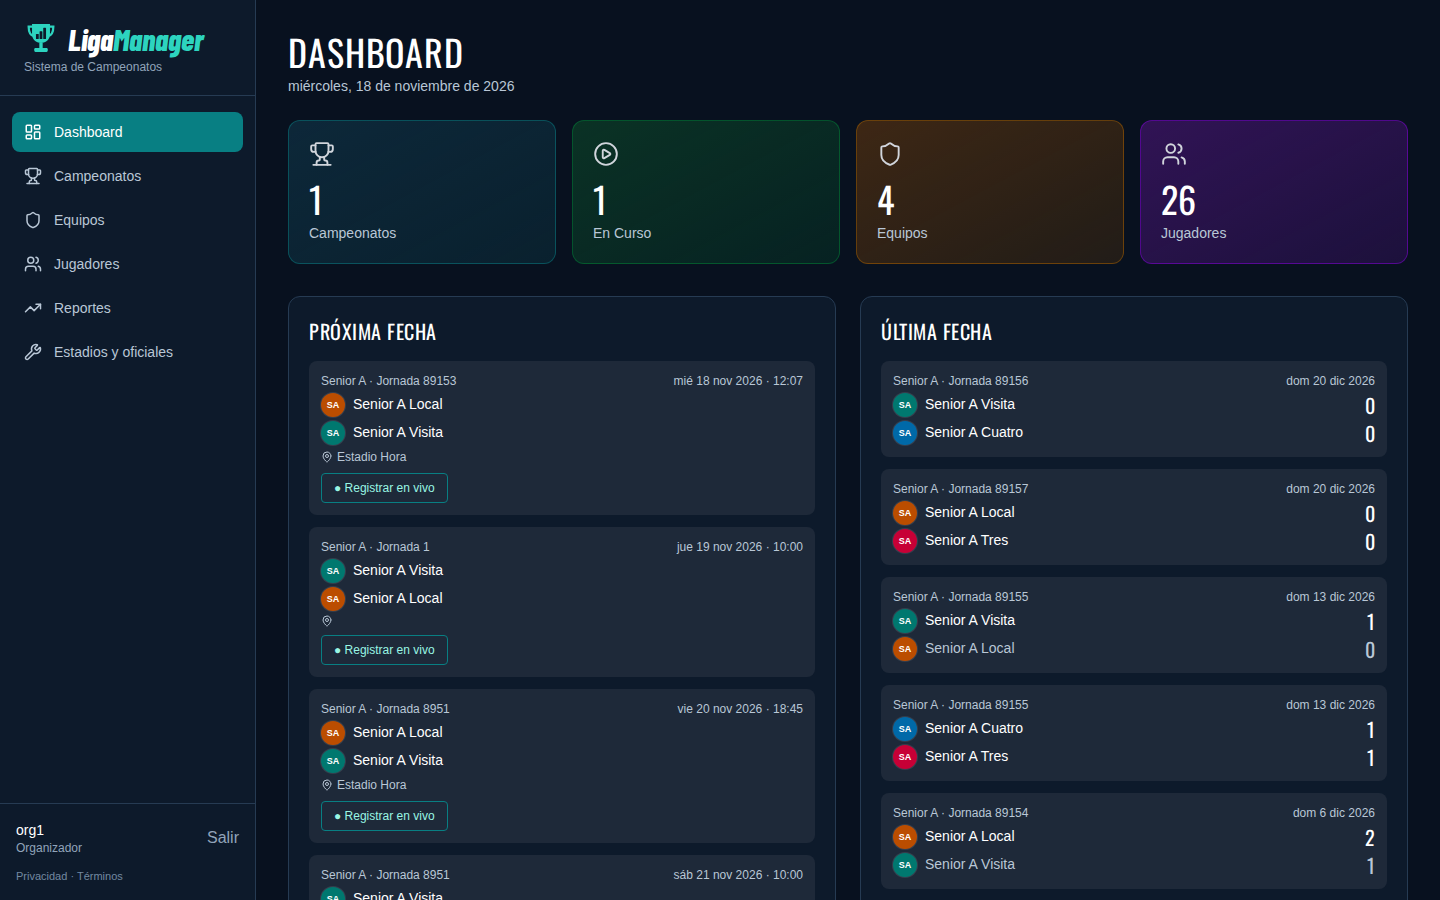 LigaManager
Sistema de Campeonatos
Dashboard
Campeonatos
Equipos
Jugadores
Reportes
Estadios y oficiales
org1
Organizador
Salir
Privacidad · Términos
DASHBOARD
miércoles, 18 de noviembre de 2026
1
Campeonatos
1
En Curso
4
Equipos
26
Jugadores
PRÓXIMA FECHA
Senior A · Jornada 89153 mié 18 nov 2026 · 12:07
SA Senior A Local
SA Senior A Visita
Estadio Hora
● Registrar en vivo
Senior A · Jornada 1 jue 19 nov 2026 · 10:00
SA Senior A Visita
SA Senior A Local
● Registrar en vivo
Senior A · Jornada 8951 vie 20 nov 2026 · 18:45
SA Senior A Local
SA Senior A Visita
Estadio Hora
● Registrar en vivo
Senior A · Jornada 8951 sáb 21 nov 2026 · 10:00
SA Senior A Visita
ÚLTIMA FECHA
Senior A · Jornada 89156 dom 20 dic 2026
SA Senior A Visita 0
SA Senior A Cuatro 0
Senior A · Jornada 89157 dom 20 dic 2026
SA Senior A Local 0
SA Senior A Tres 0
Senior A · Jornada 89155 dom 13 dic 2026
SA Senior A Visita 1
SA Senior A Local 0
Senior A · Jornada 89155 dom 13 dic 2026
SA Senior A Cuatro 1
SA Senior A Tres 1
Senior A · Jornada 89154 dom 6 dic 2026
SA Senior A Local 2
SA Senior A Visita 1